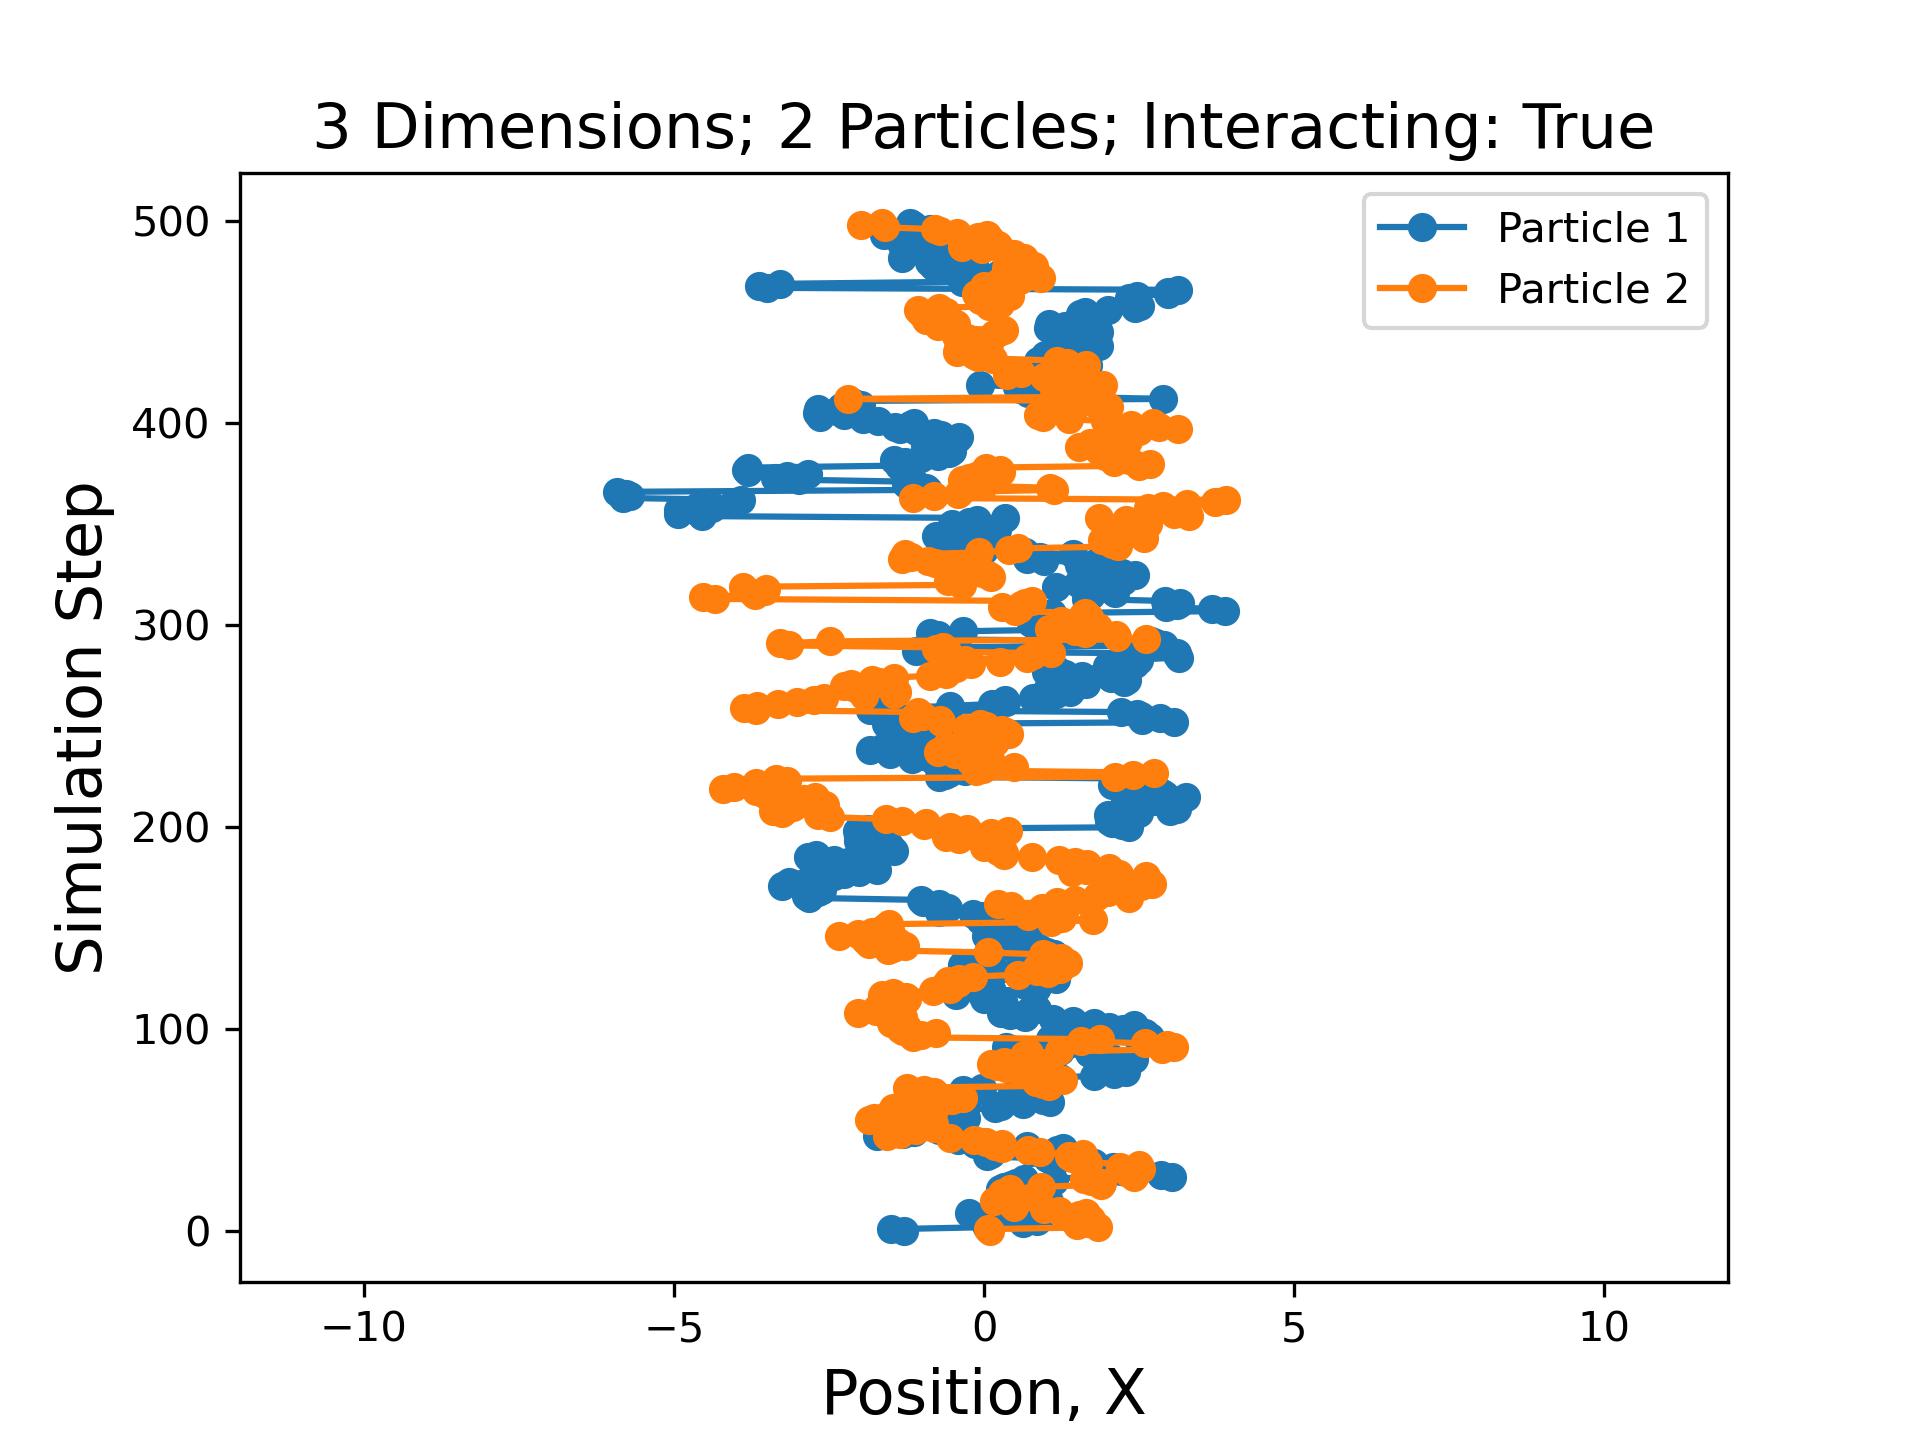 3 Dimensions; 2 Particles; Interacting: True
Particle 1
Particle 2
Simulation Step
500
400
300
200
100
0
−10
−5
0
5
10
Position, X